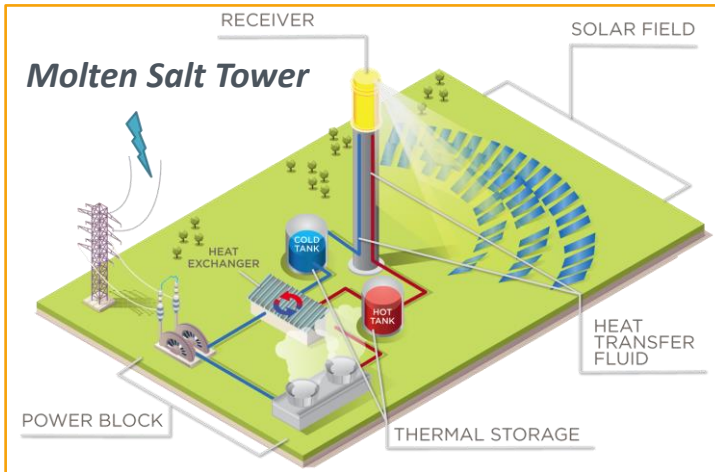 RECEIVER
SOLAR FIELD
Molten Salt Tower
COLD
TANK
HEAT
EXCHANGER
HOT
TANK
HEAT
TRANSFER
FLUID
POWER BLOCK
THERMAL STORAGE